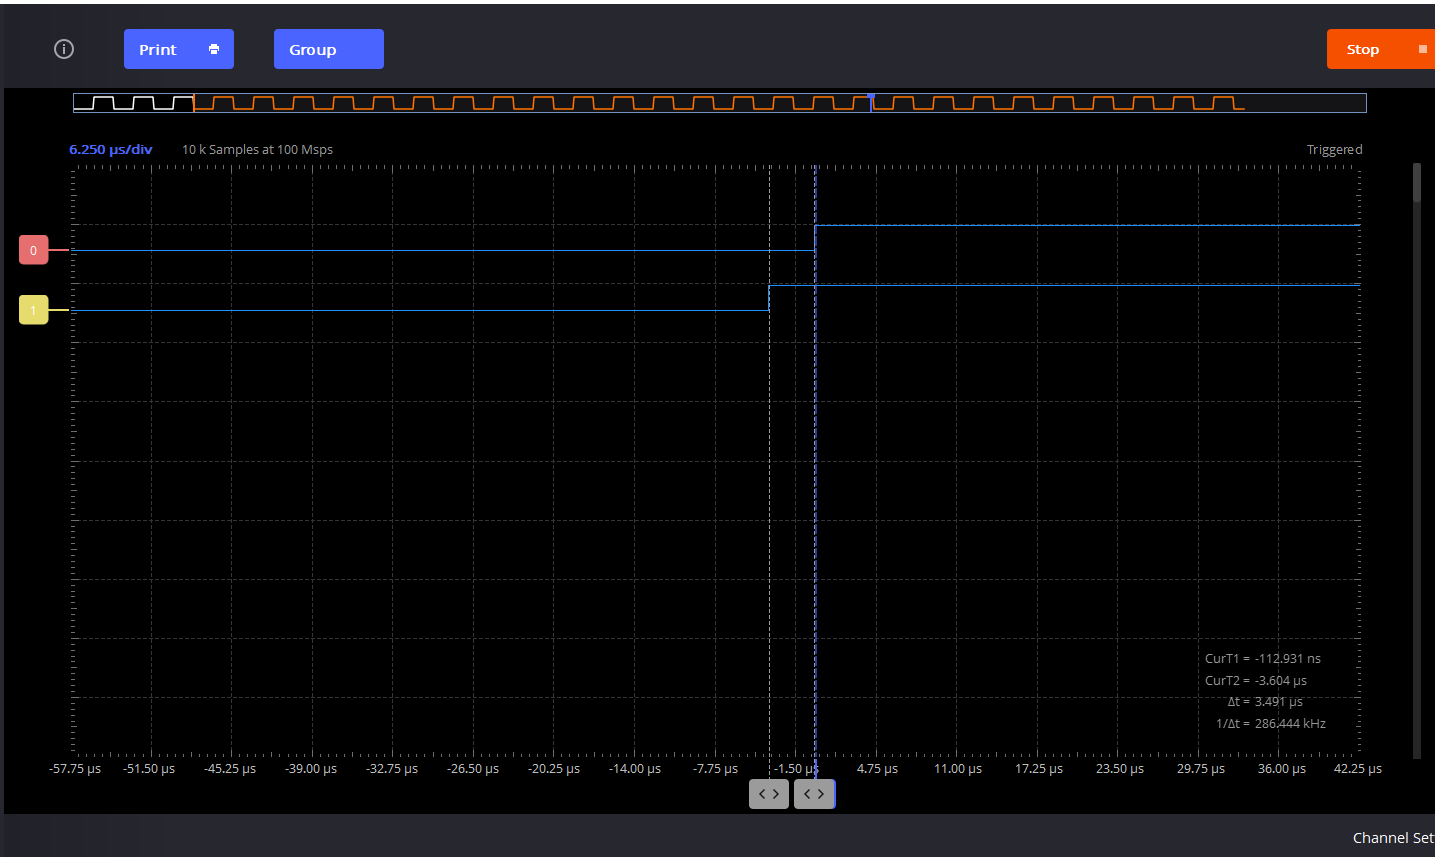 Print
Group
Stop
6.250 µs/div
10 k Samples at 100 Msps
Triggered
0
1
CurT1 = -112.931 ns
CurT2 = -3.604 µs
Δt = 3.491 µs
1/Δt = 286.444 kHz
-57.75 µs -51.50 µs -45.25 µs -39.00 µs -32.75 µs -26.50 µs -20.25 µs -14.00 µs -7.75 µs -1.50 µs 4.75 µs 11.00 µs 17.25 µs 23.50 µs 29.75 µs 36.00 µs 42.25 µs
Channel Set